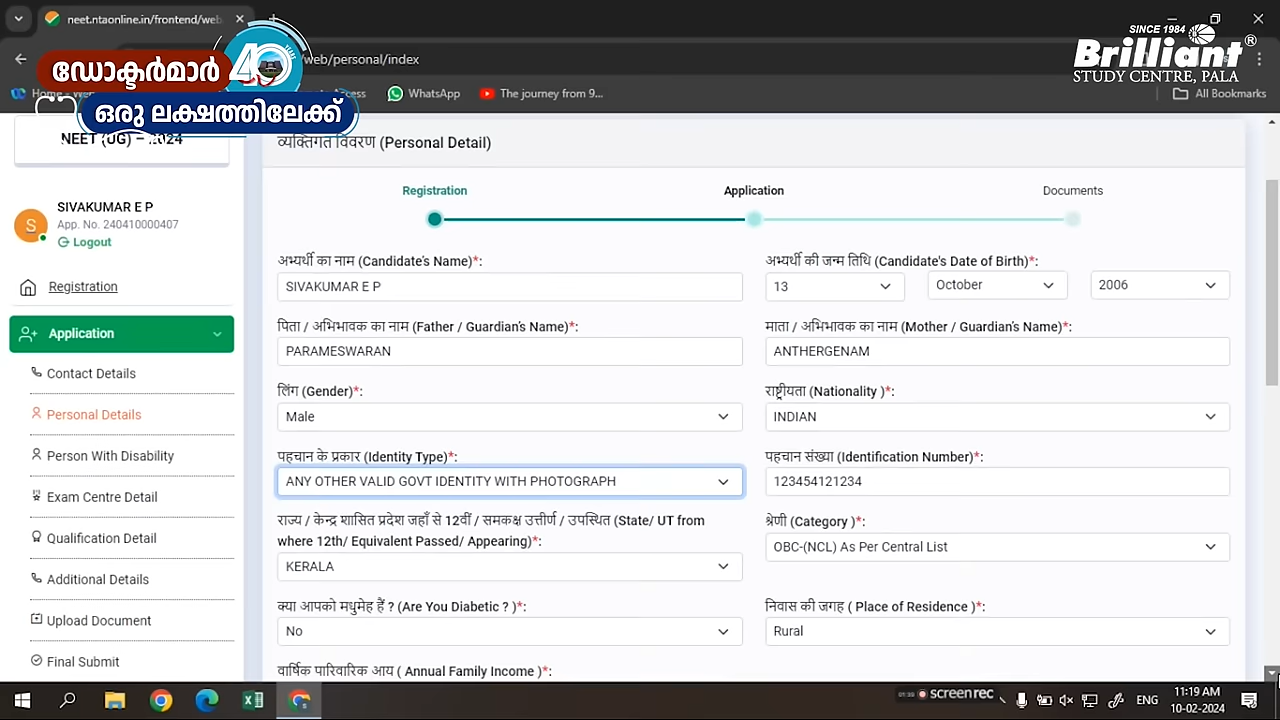 neet.ntaonline.in/frontend/web
SINCE 1984
Brilliant®
STUDY CENTRE, PALA
ഡോക്ടർമാർ
40
YEARS
ഒരു ലക്ഷത്തിലേക്ക്
/web/personal/index
Home - We
Access
WhatsApp
The journey from 9...
All Bookmarks
NEET (UG) – 2024
व्यक्तिगत विवरण (Personal Detail)
Registration
Application
Documents
S
SIVAKUMAR E P
App. No. 240410000407
Logout
Registration
Application
Contact Details
Personal Details
Person With Disability
Exam Centre Detail
Qualification Detail
Additional Details
Upload Document
Final Submit
अभ्यर्थी का नाम (Candidate's Name)*:
SIVAKUMAR E P
अभ्यर्थी की जन्म तिथि (Candidate's Date of Birth)*:
13
October
2006
पिता / अभिभावक का नाम (Father / Guardian's Name)*:
PARAMESWARAN
माता / अभिभावक का नाम (Mother / Guardian's Name)*:
ANTHERGENAM
लिंग (Gender)*:
Male
राष्ट्रीयता (Nationality )*:
INDIAN
पहचान के प्रकार (Identity Type)*:
ANY OTHER VALID GOVT IDENTITY WITH PHOTOGRAPH
पहचान संख्या (Identification Number)*:
123454121234
राज्य / केन्द्र शासित प्रदेश जहाँ से 12वीं / समकक्ष उत्तीर्ण / उपस्थित (State/ UT from
where 12th/ Equivalent Passed/ Appearing)*:
KERALA
श्रेणी (Category )*:
OBC-(NCL) As Per Central List
क्या आपको मधुमेह हैं ? (Are You Diabetic ? )*:
No
निवास की जगह ( Place of Residence )*:
Rural
वार्षिक पारिवारिक आय ( Annual Family Income )*:
screenrec
ENG
11:19 AM
10-02-2024